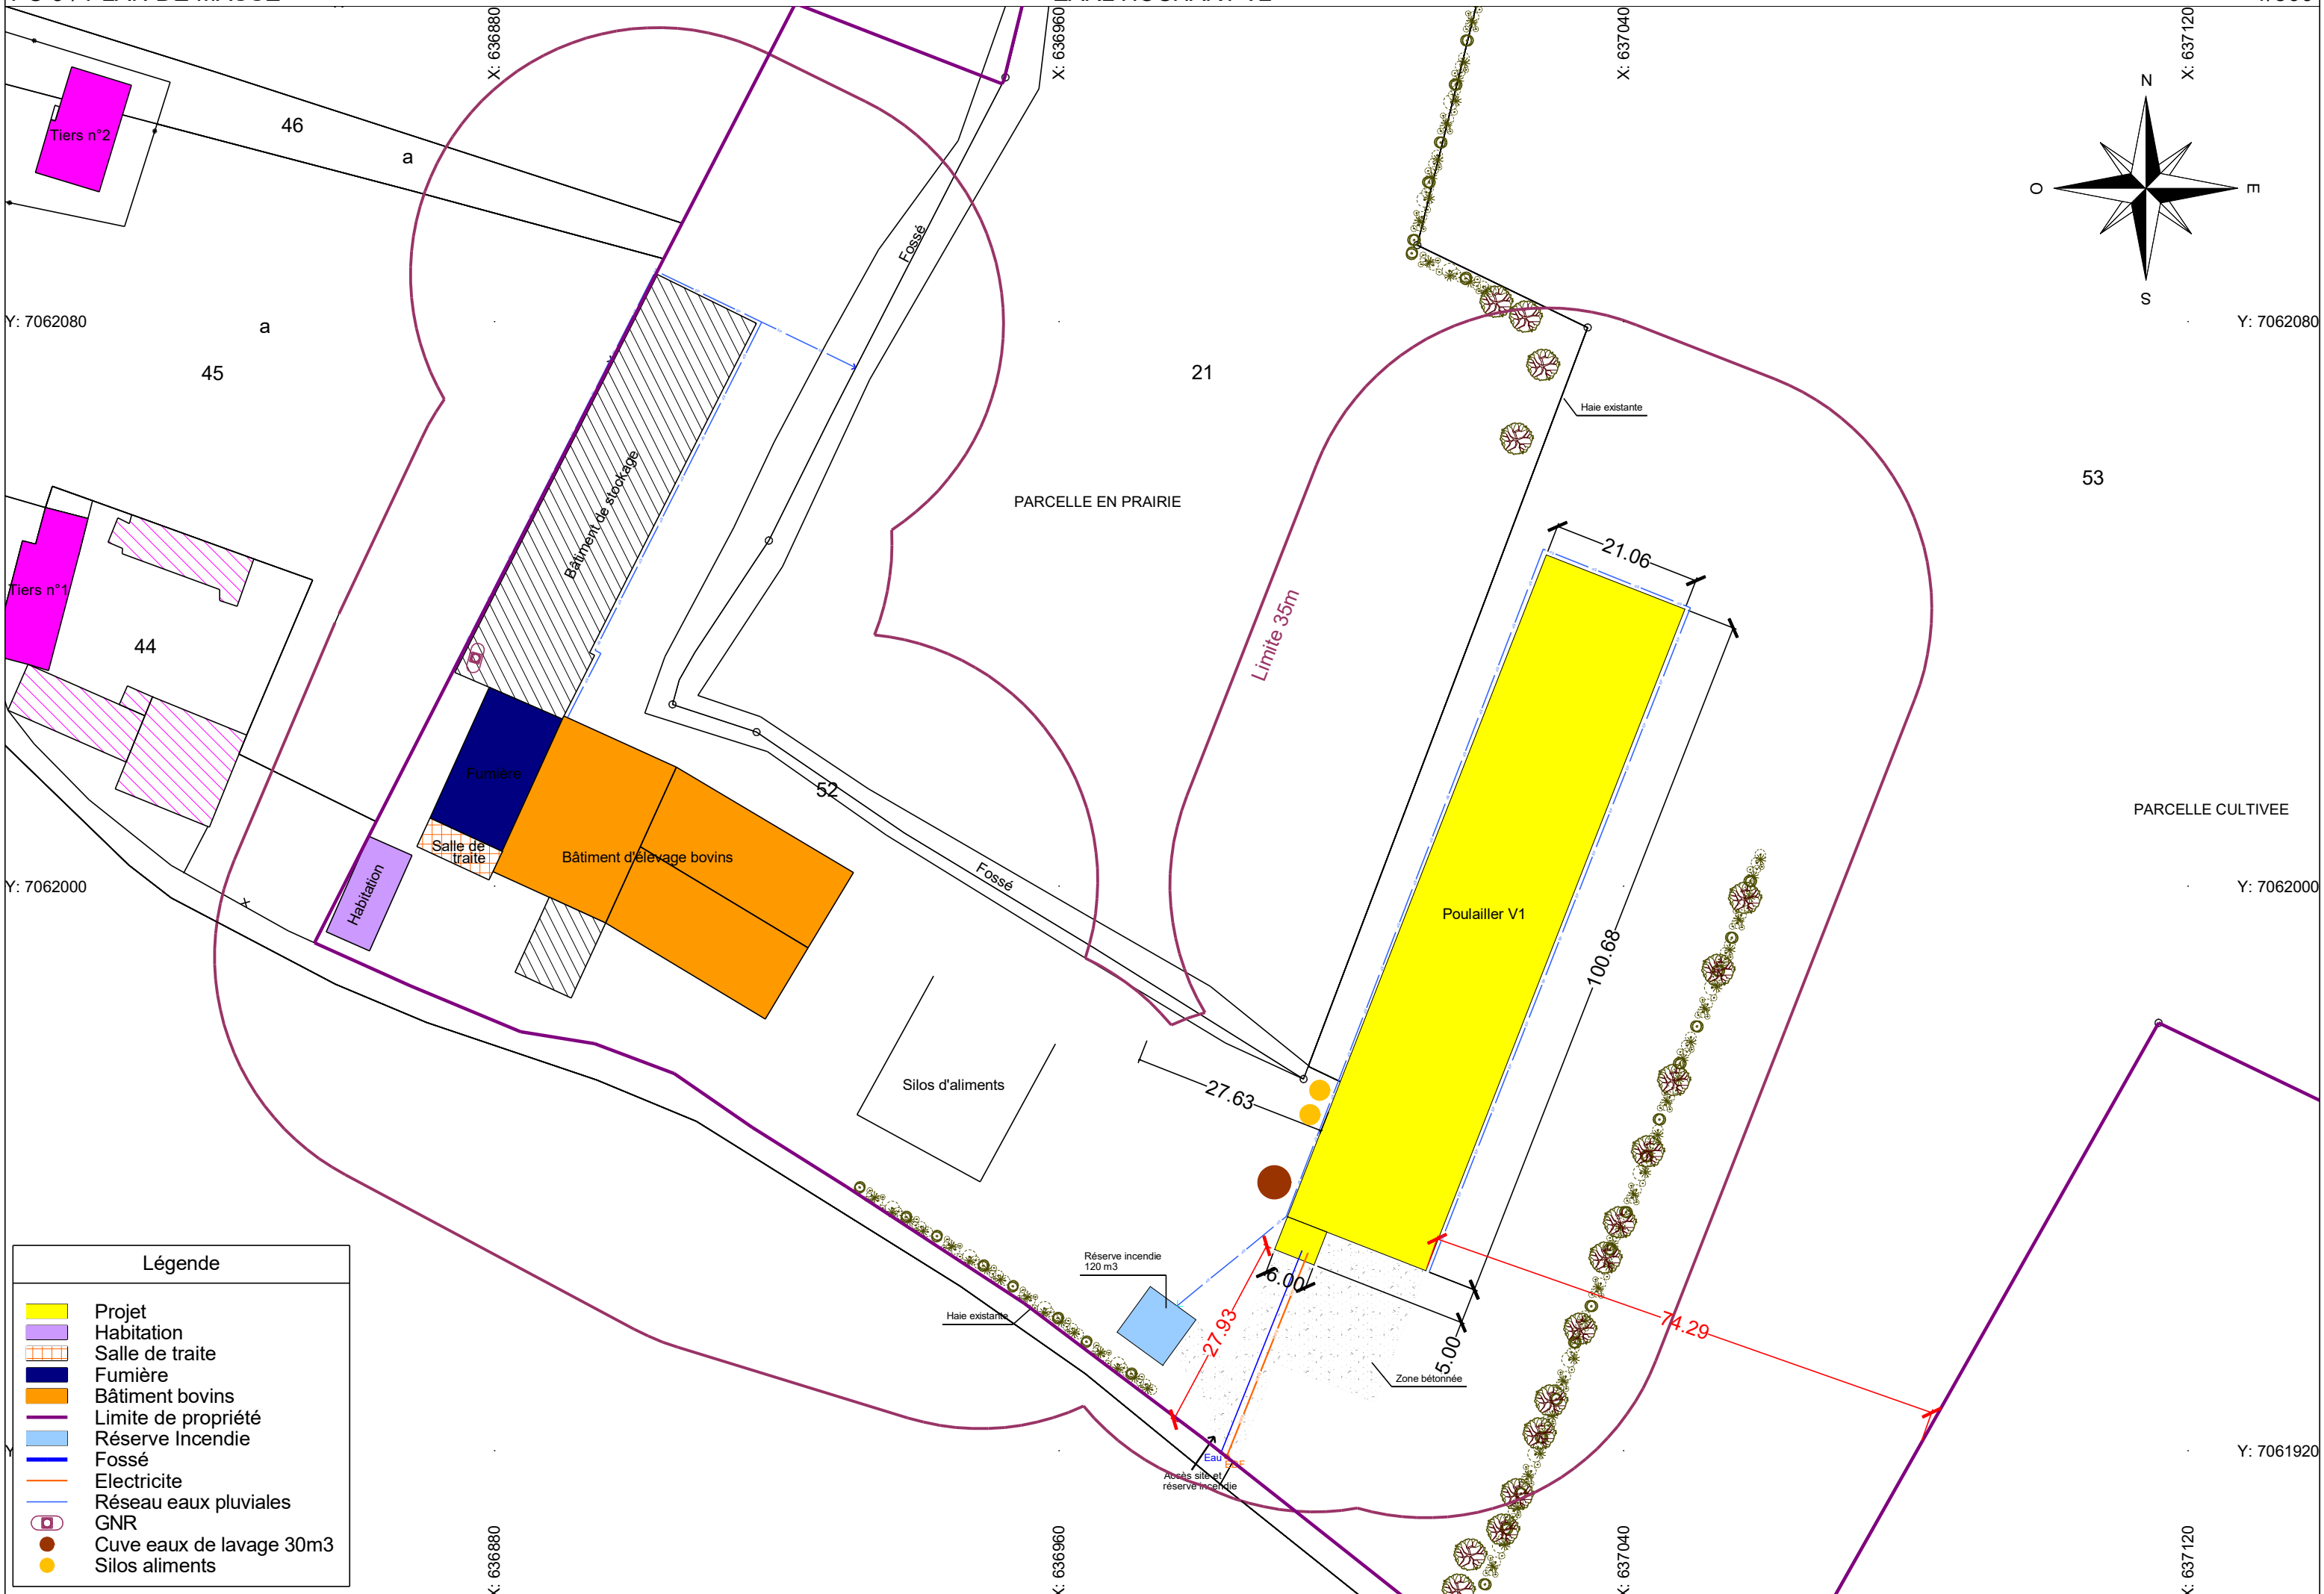 X: 636880
X: 636960
X: 637040
X: 637120
N
O
E
S
Tiers n°2
46
a
Fossé
Y: 7062080
Y: 7062080
a
45
21
Haie existante
53
PARCELLE EN PRAIRIE
Bâtiment de stockage
21.06
Tiers n°1
Limite 35m
44
Fumière
52
PARCELLE CULTIVEE
Salle de
traite
Bâtiment d'élevage bovins
Habitation
Fossé
Y: 7062000
Y: 7062000
Poulailler V1
100.68
Silos d'aliments
27.63
Réserve incendie
120 m3
6.00
Haie existante
27.93
5.00
74.29
Zone bétonnée
Eau
EDF
Accès site et
réserve incendie
Y: 7061920
Légende
Projet
Habitation
Salle de traite
Fumière
Bâtiment bovins
Limite de propriété
Réserve Incendie
Fossé
Electricite
Réseau eaux pluviales
GNR
Cuve eaux de lavage 30m3
Silos aliments
X: 636880
X: 636960
X: 637040
X: 637120